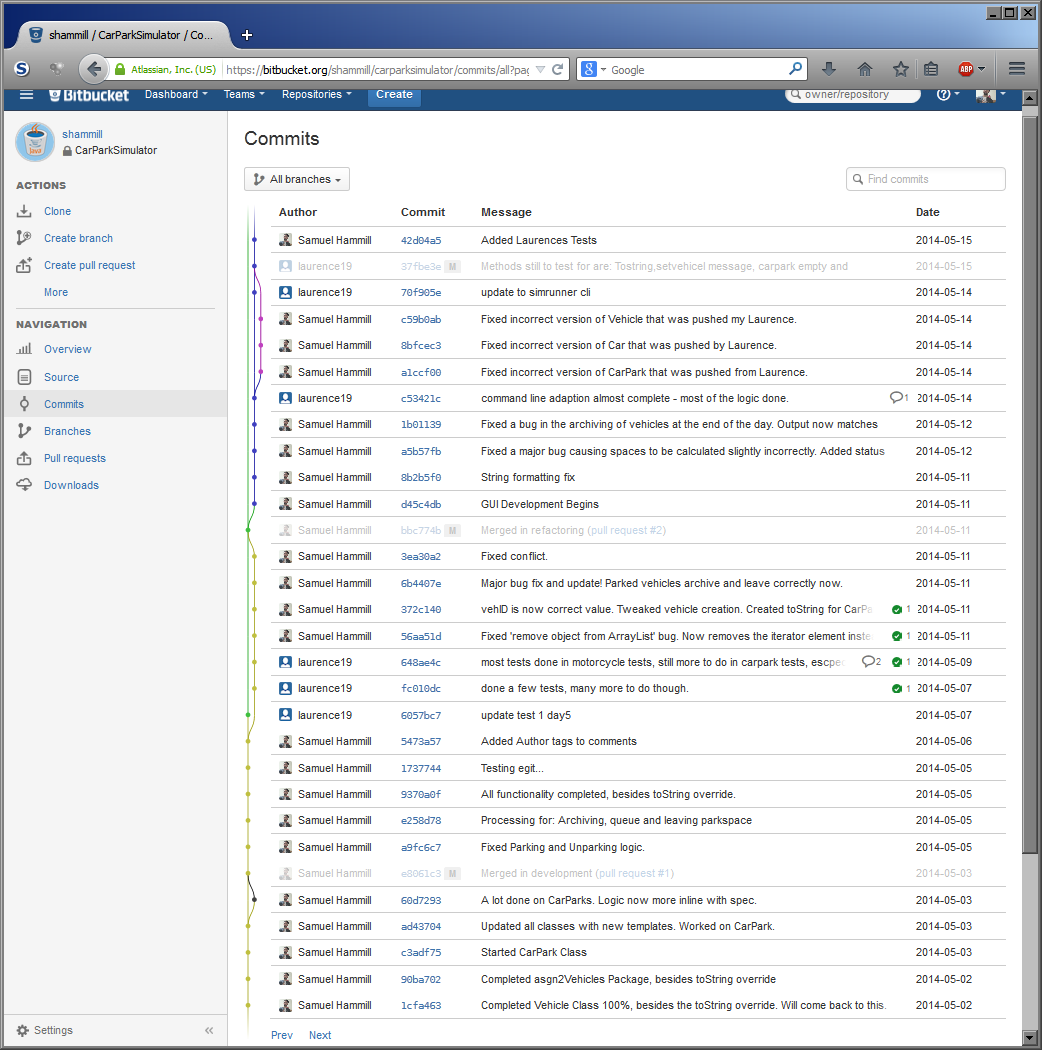 shammill / CarParkSimulator / Co...
S Atlassian, Inc. (US) https://bitbucket.org/shammill/carparksimulator/commits/all?pag 8 Google ABP
Bitbucket Dashboard Teams Repositories Create owner/repository ?
shammill
CarParkSimulator
Java
ACTIONS
Clone
Create branch
Create pull request
More
NAVIGATION
Overview
Source
Commits
Branches
Pull requests
Downloads
Settings «
Commits
All branches Find commits
Author Commit Message Date
Samuel Hammill 42d04a5 Added Laurences Tests 2014-05-15
laurence19 37fbe3e M Methods still to test for are: Tostring,setvehicel message, carpark empty and 2014-05-15
laurence19 70f905e update to simrunner cli 2014-05-14
Samuel Hammill c59b0ab Fixed incorrect version of Vehicle that was pushed my Laurence. 2014-05-14
Samuel Hammill 8bfcec3 Fixed incorrect version of Car that was pushed by Laurence. 2014-05-14
Samuel Hammill a1ccf00 Fixed incorrect version of CarPark that was pushed from Laurence. 2014-05-14
laurence19 c53421c command line adaption almost complete - most of the logic done. 1 2014-05-14
Samuel Hammill 1b01139 Fixed a bug in the archiving of vehicles at the end of the day. Output now matches 2014-05-12
Samuel Hammill a5b57fb Fixed a major bug causing spaces to be calculated slightly incorrectly. Added status 2014-05-12
Samuel Hammill 8b2b5f0 String formatting fix 2014-05-11
Samuel Hammill d45c4db GUI Development Begins 2014-05-11
Samuel Hammill bbc774b M Merged in refactoring (pull request #2) 2014-05-11
Samuel Hammill 3ea30a2 Fixed conflict. 2014-05-11
Samuel Hammill 6b4407e Major bug fix and update! Parked vehicles archive and leave correctly now. 2014-05-11
Samuel Hammill 372c140 vehID is now correct value. Tweaked vehicle creation. Created toString for CarPa 1 2014-05-11
Samuel Hammill 56aa51d Fixed 'remove object from ArrayList' bug. Now removes the iterator element inste 1 2014-05-11
laurence19 648ae4c most tests done in motorcycle tests, still more to do in carpark tests, escpec 2 1 2014-05-09
laurence19 fc010dc done a few tests, many more to do though. 1 2014-05-07
laurence19 6057bc7 update test 1 day5 2014-05-07
Samuel Hammill 5473a57 Added Author tags to comments 2014-05-06
Samuel Hammill 1737744 Testing egit... 2014-05-05
Samuel Hammill 9370a0f All functionality completed, besides toString override. 2014-05-05
Samuel Hammill e258d78 Processing for: Archiving, queue and leaving parkspace 2014-05-05
Samuel Hammill a9fc6c7 Fixed Parking and Unparking logic. 2014-05-05
Samuel Hammill e8061c3 M Merged in development (pull request #1) 2014-05-03
Samuel Hammill 60d7293 A lot done on CarParks. Logic now more inline with spec. 2014-05-03
Samuel Hammill ad43704 Updated all classes with new templates. Worked on CarPark. 2014-05-03
Samuel Hammill c3adf75 Started CarPark Class 2014-05-03
Samuel Hammill 90ba702 Completed asgn2Vehicles Package, besides toString override 2014-05-02
Samuel Hammill 1cfa463 Completed Vehicle Class 100%, besides the toString override. Will come back to this. 2014-05-02
Prev Next